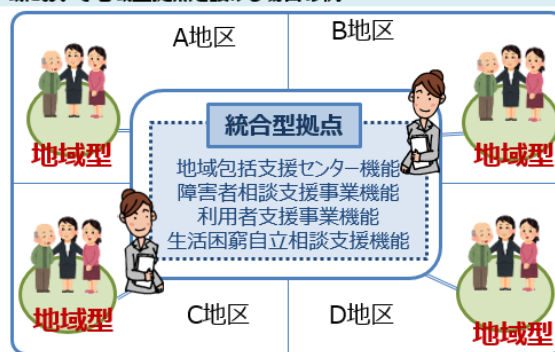 A地区
B地区
地域型
地域型
統合型拠点
地域包括支援センター機能
障害者相談支援事業機能
利用者支援事業機能
生活困窮自立相談支援機能
地域型
地域型
C地区
D地区